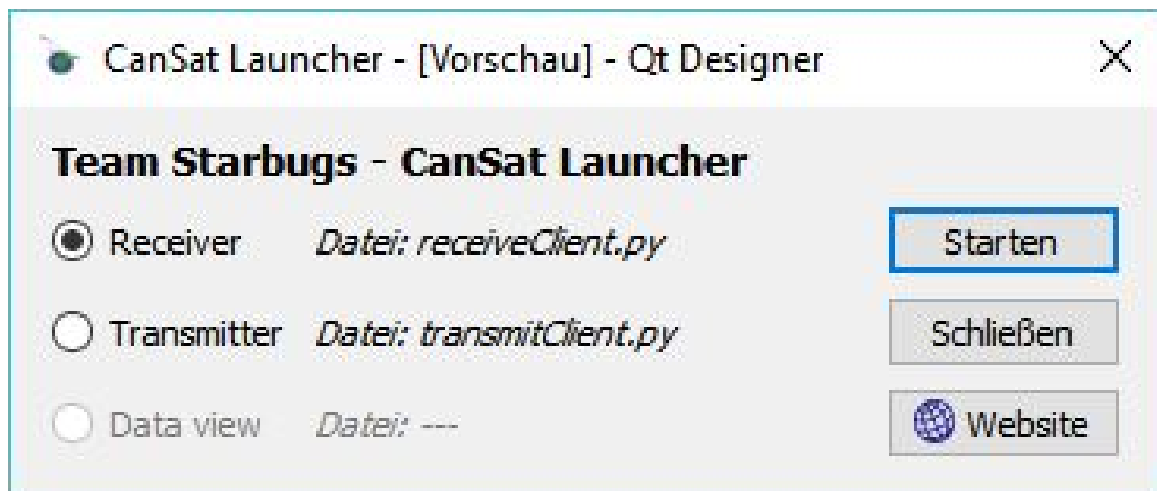 CanSat Launcher - [Vorschau] - Qt Designer
Team Starbugs - CanSat Launcher
Receiver Datei: receiveClient.py Starten
Transmitter Datei: transmitClient.py Schließen
Data view Datei: --- Website